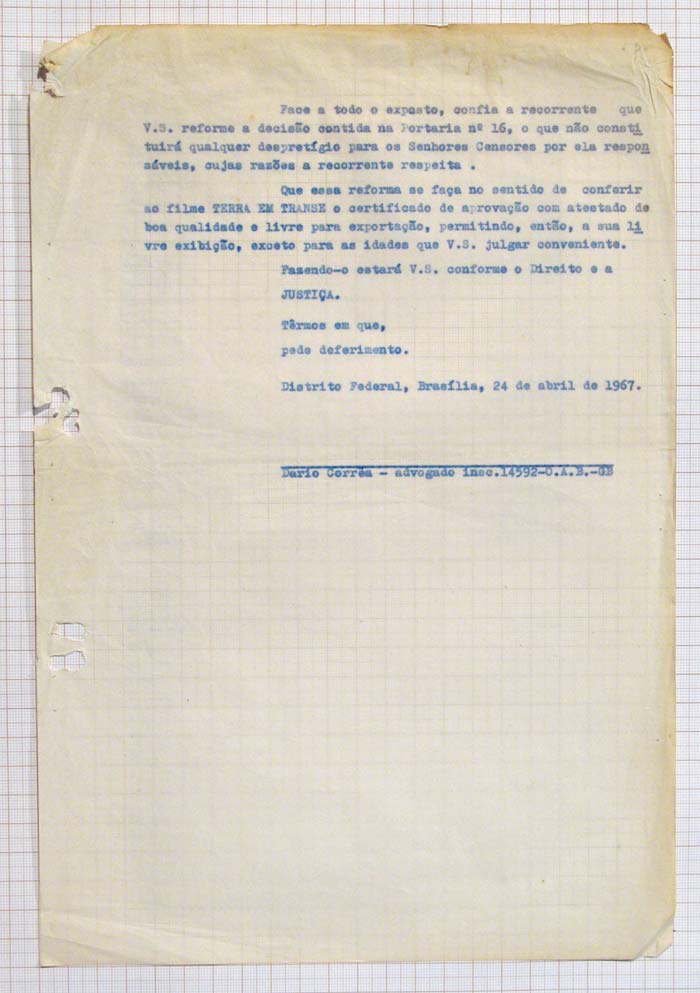 Face a todo o exposto, confia a recorrente que
V.S. reforme a decisão contida na Portaria nº 16, o que não consti
tuirá qualquer despretígio para os Senhores Censores por ela respon
sáveis, cujas razões a recorrente respeita .
Que essa reforma se faça no sentido de conferir
ao filme TERRA EM TRANSE o certificado de aprovação com atestado de
boa qualidade e livre para exportação, permitindo, então, a sua li
vre exibição, exceto para as idades que V.S. julgar conveniente.
Fazendo-o estará V.S. conforme o Direito e a
JUSTIÇA.
Têrmos em que,
pede deferimento.
Distrito Federal, Brasília, 24 de abril de 1967.
Dario Corrêa - advogado insc.14592-O.A.B.-GB